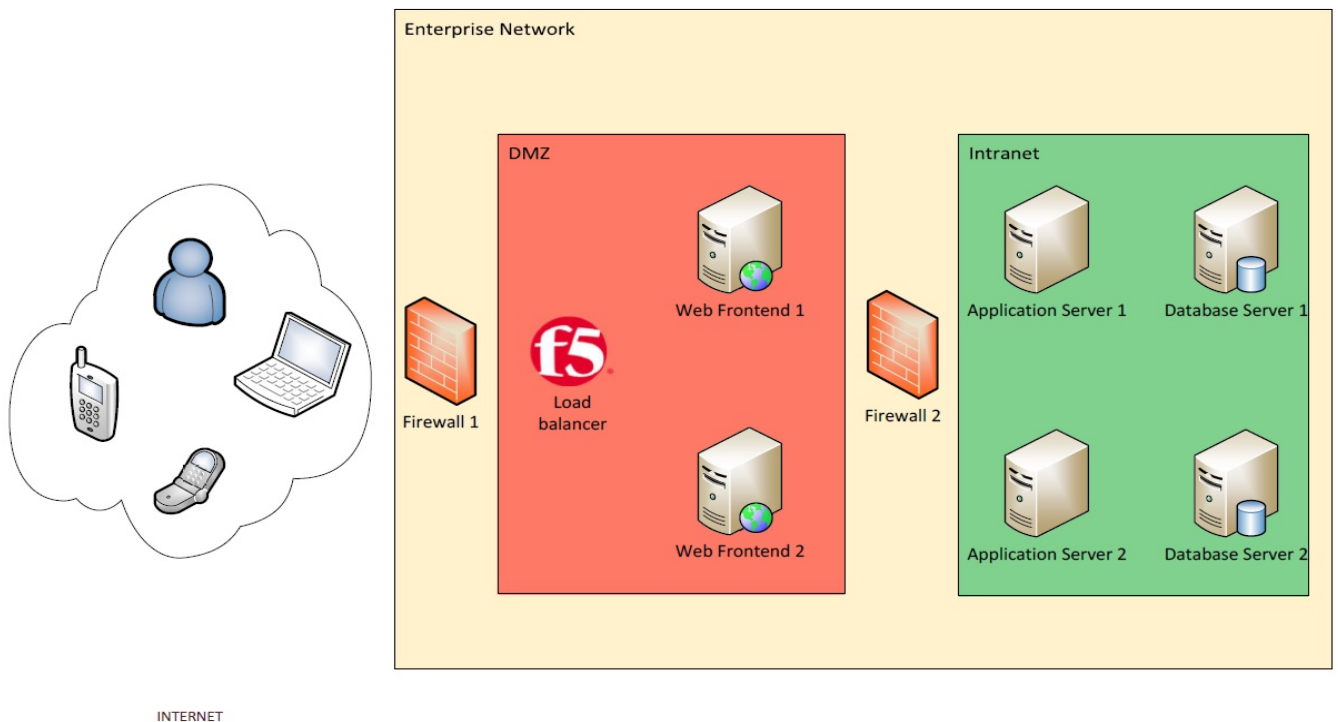 Enterprise Network
DMZ
Intranet
Web Frontend 1
Application Server 1
Database Server 1
f5
Firewall 1
Load
balancer
Firewall 2
Web Frontend 2
Application Server 2
Database Server 2
INTERNET